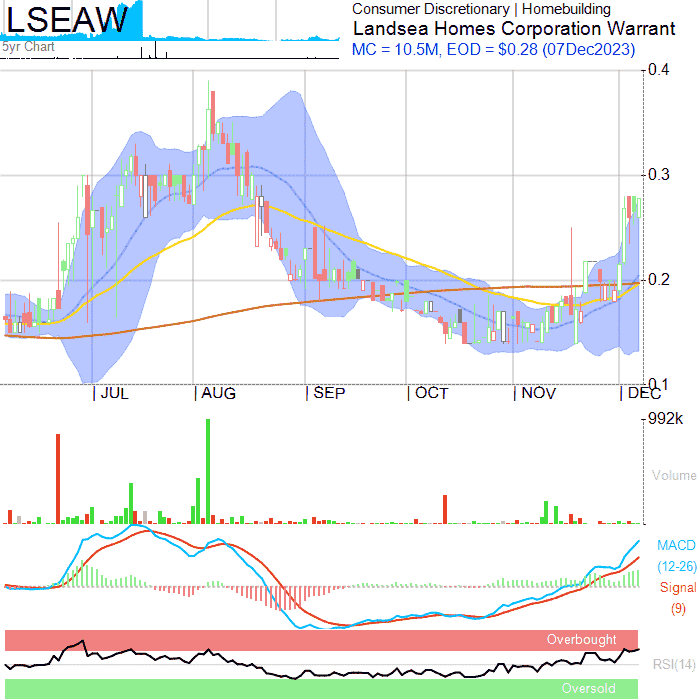 LSEAW
5yr Chart
Consumer Discretionary | Homebuilding
Landsea Homes Corporation Warrant
MC = 10.5M, EOD = $0.28 (07Dec2023)
0.4
0.3
0.2
0.1
JUL AUG SEP OCT NOV DEC
992k
Volume
MACD
(12-26)
Signal
(9)
Overbought
RSI(14)
Oversold